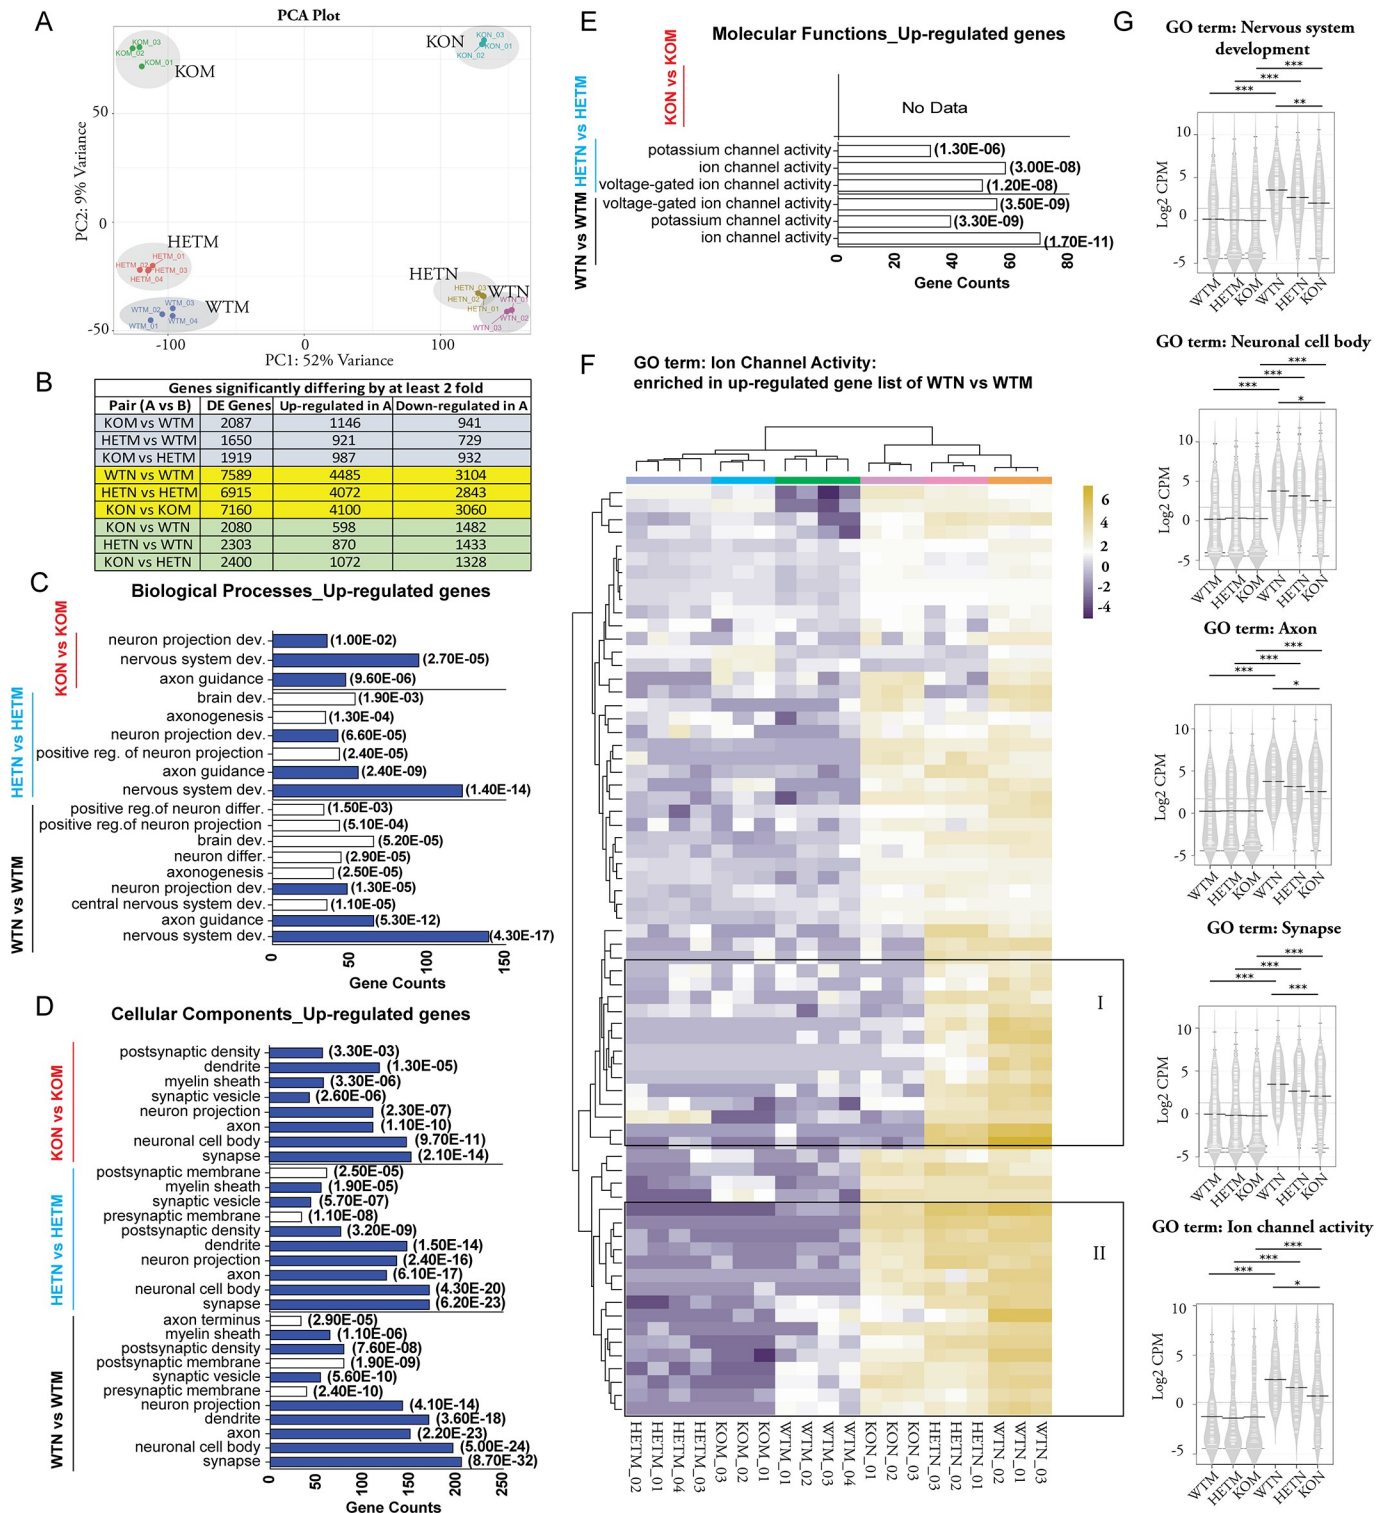 A
PCA Plot
PC2: 9% Variance
50
0
-50
-100
0
100
PC1: 52% Variance
KOM_03
KOM_02
KOM_01
KOM
KON
KON_03
KON_01
KON_02
HETM
HETM_01
HETM_02
HETM_03
HETM_04
WTM_03
WTM_02
WTM_04
WTM_01
WTM
HETN
HETN_03
HETN_02
HETN_01
WTN
WTN_01
WTN_02
WTN_03
B
Genes significantly differing by at least 2 fold
Pair (A vs B) DE Genes Up-regulated in A Down-regulated in A
KOM vs WTM 2087 1146 941
HETM vs WTM 1650 921 729
KOM vs HETM 1919 987 932
WTN vs WTM 7589 4485 3104
HETN vs HETM 6915 4072 2843
KON vs KOM 7160 4100 3060
KON vs WTN 2080 598 1482
HETN vs WTN 2303 870 1433
KON vs HETN 2400 1072 1328
C
Biological Processes_Up-regulated genes
KON vs KOM
neuron projection dev. (1.00E-02)
nervous system dev. (2.70E-05)
axon guidance (9.60E-06)
HETN vs HETM
brain dev. (1.90E-03)
axonogenesis (1.30E-04)
neuron projection dev. (6.60E-05)
positive reg. of neuron projection (2.40E-05)
axon guidance (2.40E-09)
nervous system dev. (1.40E-14)
WTN vs WTM
positive reg.of neuron differ. (1.50E-03)
positive reg.of neuron projection (5.10E-04)
brain dev. (5.20E-05)
neuron differ. (2.90E-05)
axonogenesis (2.50E-05)
neuron projection dev. (1.30E-05)
central nervous system dev. (1.10E-05)
axon guidance (5.30E-12)
nervous system dev. (4.30E-17)
0 50 100 150
Gene Counts
D
Cellular Components_Up-regulated genes
KON vs KOM
postsynaptic density (3.30E-03)
dendrite (1.30E-05)
myelin sheath (3.30E-06)
synaptic vesicle (2.60E-06)
neuron projection (2.30E-07)
axon (1.10E-10)
neuronal cell body (9.70E-11)
synapse (2.10E-14)
HETN vs HETM
postsynaptic membrane (2.50E-05)
myelin sheath (1.90E-05)
synaptic vesicle (5.70E-07)
presynaptic membrane (1.10E-08)
postsynaptic density (3.20E-09)
dendrite (1.50E-14)
neuron projection (2.40E-16)
axon (6.10E-17)
neuronal cell body (4.30E-20)
synapse (6.20E-23)
WTN vs WTM
axon terminus (2.90E-05)
myelin sheath (1.10E-06)
postsynaptic density (7.60E-08)
postsynaptic membrane (1.90E-09)
synaptic vesicle (5.60E-10)
presynaptic membrane (2.40E-10)
neuron projection (4.10E-14)
dendrite (3.60E-18)
axon (2.20E-23)
neuronal cell body (5.00E-24)
synapse (8.70E-32)
0 50 100 150 200 250
Gene Counts
E
Molecular Functions_Up-regulated genes
KON vs KOM
No Data
HETN vs HETM
potassium channel activity (1.30E-06)
ion channel activity (3.00E-08)
voltage-gated ion channel activity (1.20E-08)
WTN vs WTM
voltage-gated ion channel activity (3.50E-09)
potassium channel activity (3.30E-09)
ion channel activity (1.70E-11)
0 20 40 60 80
Gene Counts
F
GO term: Ion Channel Activity:
enriched in up-regulated gene list of WTN vs WTM
6
4
2
0
-2
-4
I
II
HETM_02 HETM_01 HETM_04 HETM_03 KOM_03 KOM_02 KOM_01 WTM_01 WTM_02 WTM_03 WTM_04 KON_01 KON_02 KON_03 HETN_03 HETN_02 HETN_01 WTN_02 WTN_01 WTN_03
G
GO term: Nervous system
development
***
***
***
**
Log2 CPM
10
5
0
-5
WTM HETM KOM WTN HETN KON
GO term: Neuronal cell body
***
***
***
*
Log2 CPM
10
5
0
-5
WTM HETM KOM WTN HETN KON
GO term: Axon
***
***
***
*
Log2 CPM
10
5
0
-5
WTM HETM KOM WTN HETN KON
GO term: Synapse
***
***
***
***
Log2 CPM
10
5
0
-5
WTM HETM KOM WTN HETN KON
GO term: Ion channel activity
***
***
***
*
Log2 CPM
10
5
0
-5
WTM HETM KOM WTN HETN KON